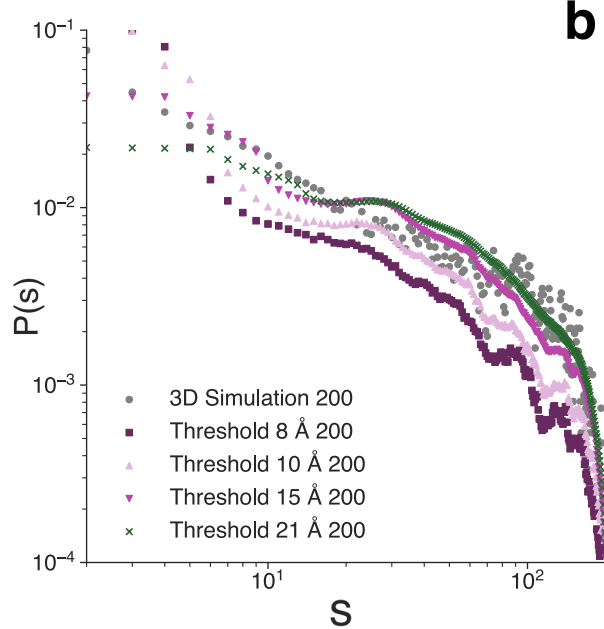 b
10⁻¹
10⁻²
10⁻³
10⁻⁴
P(s)
3D Simulation 200
Threshold 8 Å 200
Threshold 10 Å 200
Threshold 15 Å 200
Threshold 21 Å 200
10¹ 10²
S